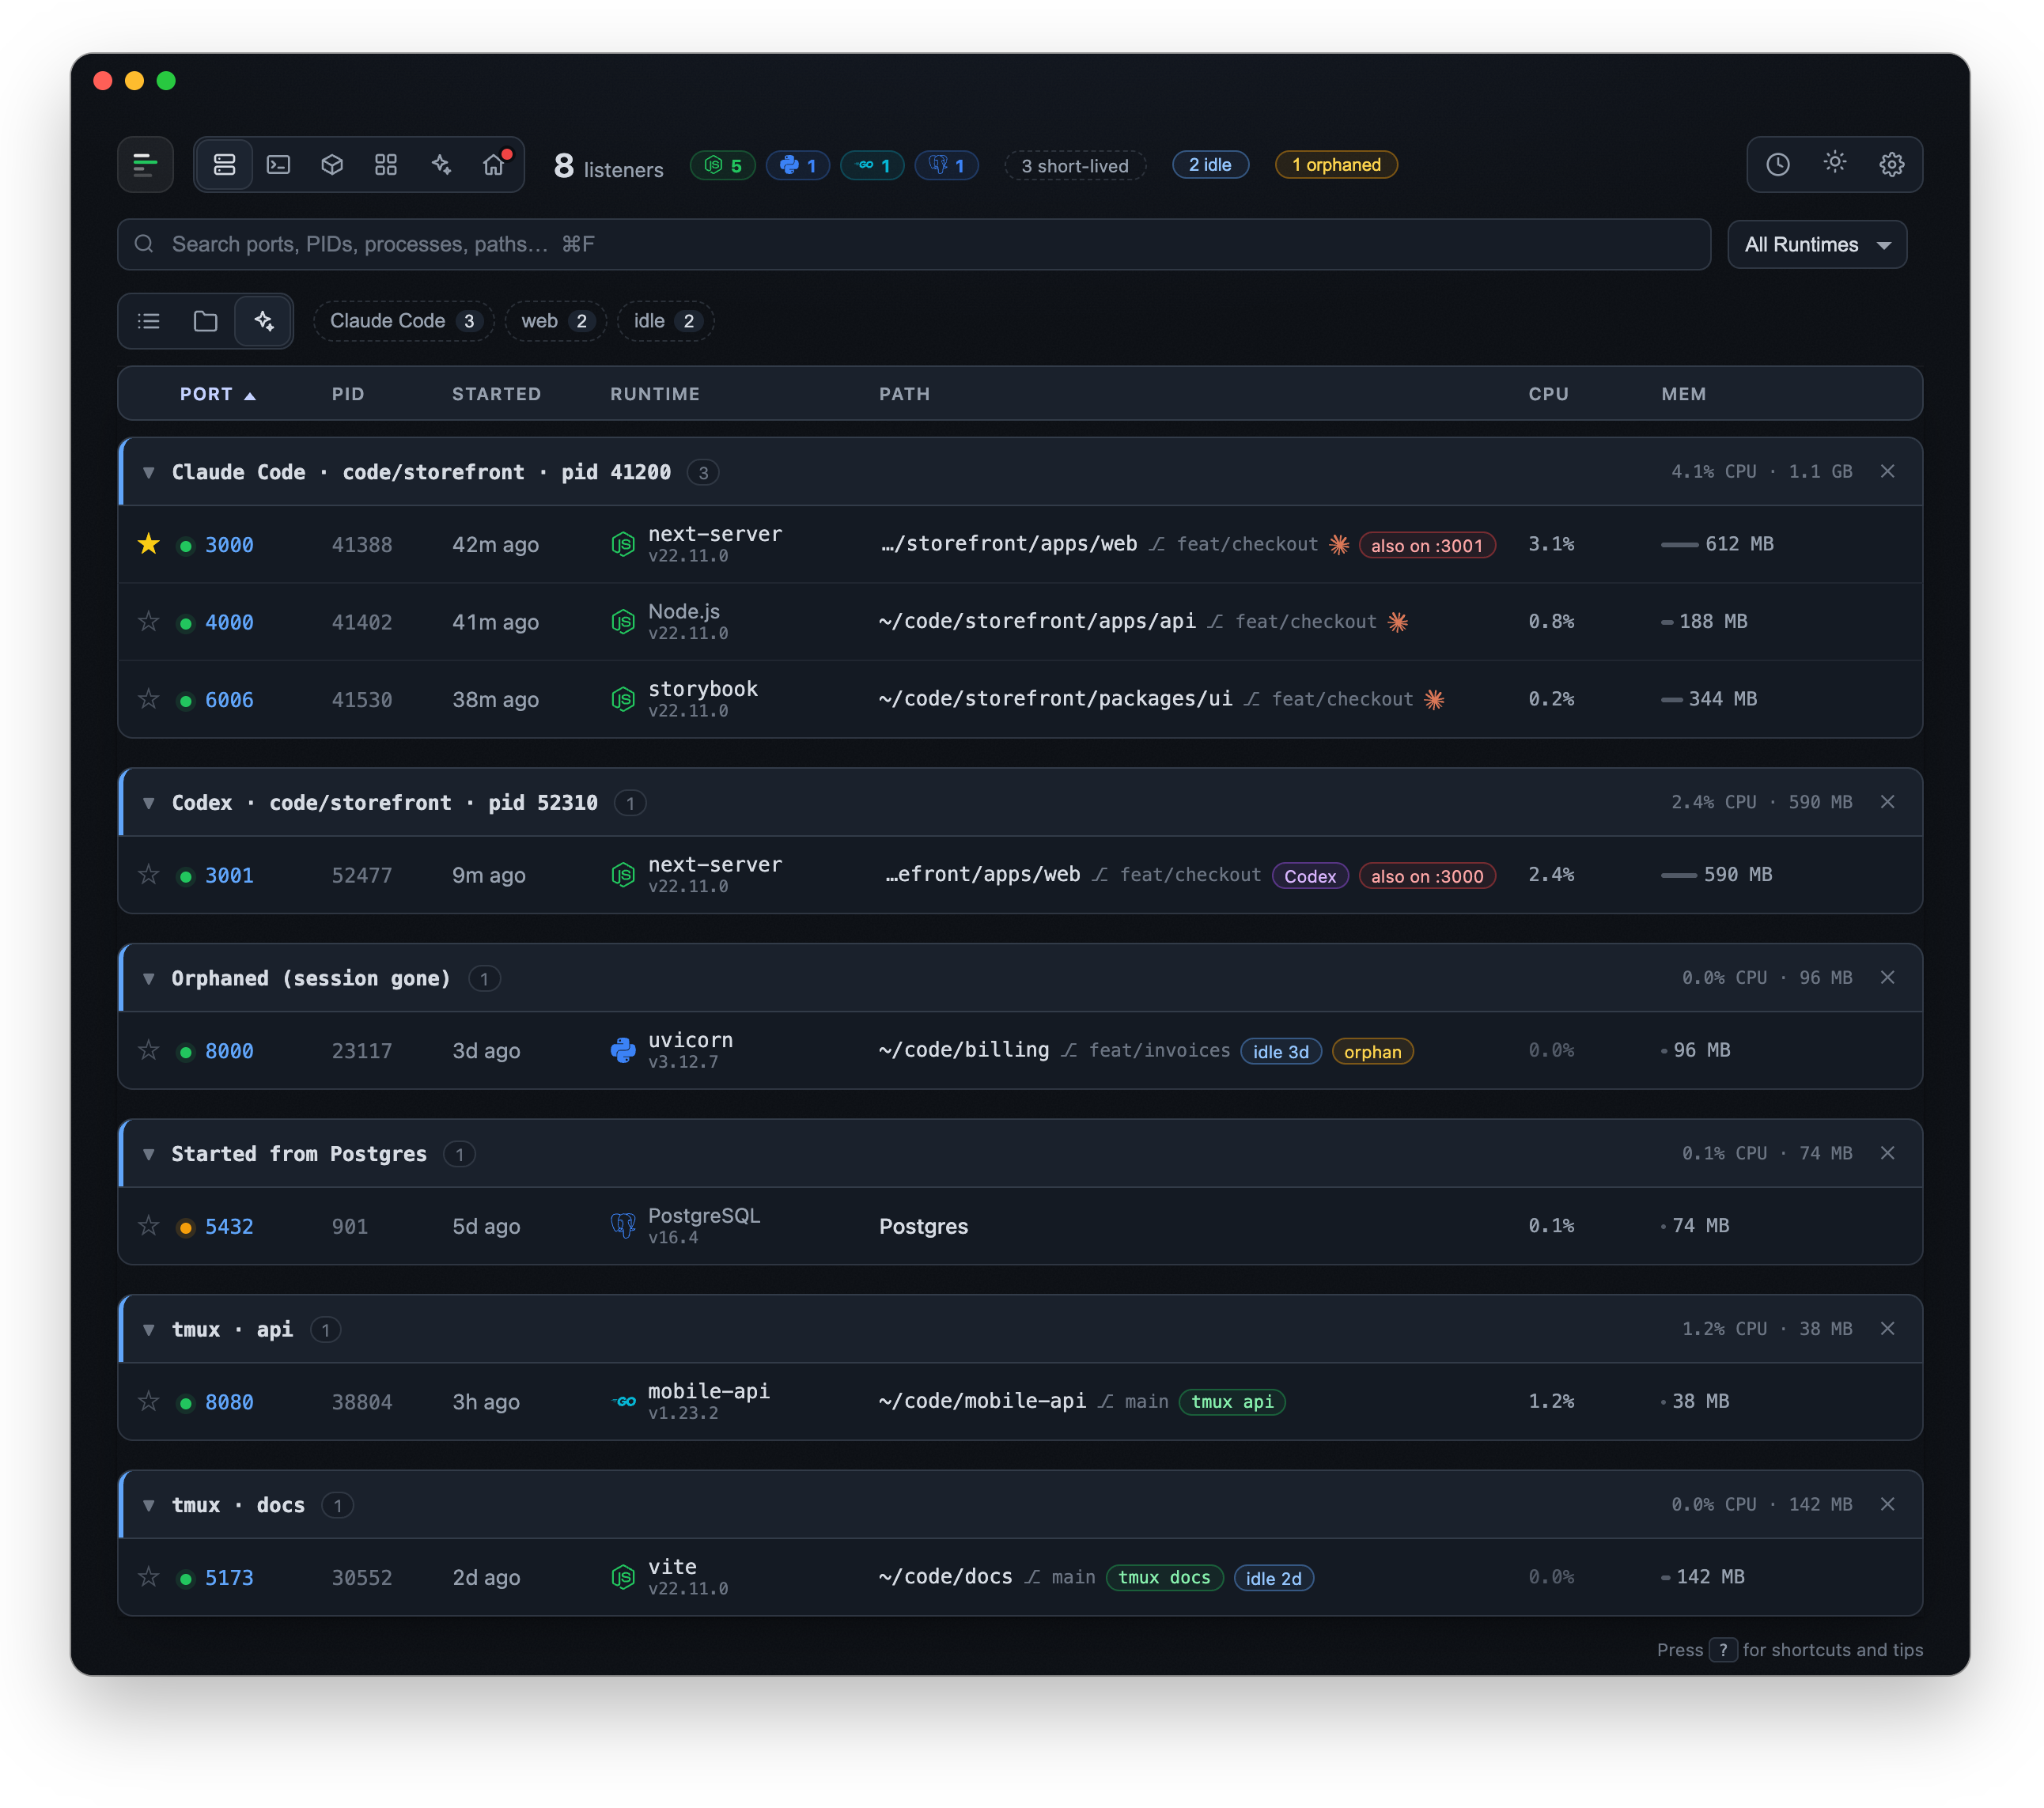 8 listeners 5 1 1 1 3 short-lived 2 idle 1 orphaned
Search ports, PIDs, processes, paths… ⌘F All Runtimes
Claude Code 3 web 2 idle 2
PORT PID STARTED RUNTIME PATH CPU MEM
Claude Code · code/storefront · pid 41200 3 4.1% CPU · 1.1 GB
3000 41388 42m ago next-server …/storefront/apps/web feat/checkout also on :3001 3.1% 612 MB
v22.11.0
4000 41402 41m ago Node.js ~/code/storefront/apps/api feat/checkout 0.8% 188 MB
v22.11.0
6006 41530 38m ago storybook ~/code/storefront/packages/ui feat/checkout 0.2% 344 MB
v22.11.0
Codex · code/storefront · pid 52310 1 2.4% CPU · 590 MB
3001 52477 9m ago next-server …efront/apps/web feat/checkout Codex also on :3000 2.4% 590 MB
v22.11.0
Orphaned (session gone) 1 0.0% CPU · 96 MB
8000 23117 3d ago uvicorn ~/code/billing feat/invoices idle 3d orphan 0.0% 96 MB
v3.12.7
Started from Postgres 1 0.1% CPU · 74 MB
5432 901 5d ago PostgreSQL Postgres 0.1% 74 MB
v16.4
tmux · api 1 1.2% CPU · 38 MB
8080 38804 3h ago mobile-api ~/code/mobile-api main tmux api 1.2% 38 MB
v1.23.2
tmux · docs 1 0.0% CPU · 142 MB
5173 30552 2d ago vite ~/code/docs main tmux docs idle 2d 0.0% 142 MB
v22.11.0
Press ? for shortcuts and tips